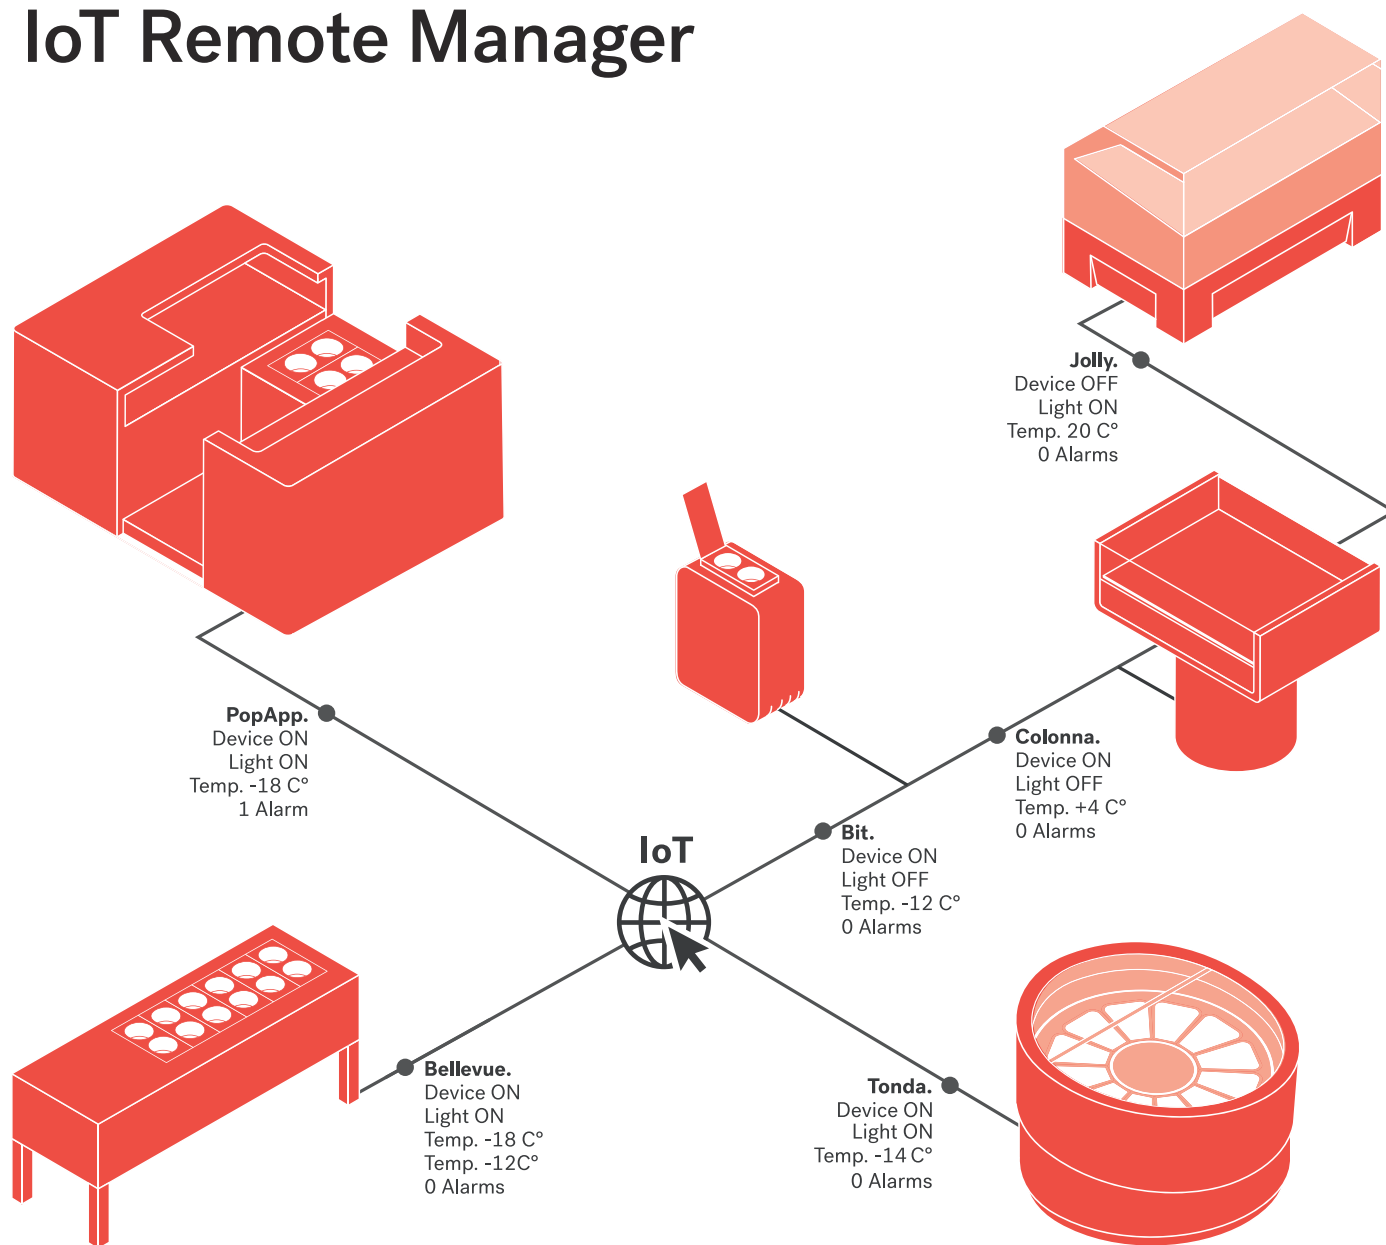 IoT Remote Manager
Jolly.
Device OFF
Light ON
Temp. 20 C°
0 Alarms
PopApp.
Device ON
Light ON
Temp. -18 C°
1 Alarm
Colonna.
Device ON
Light OFF
Temp. +4 C°
0 Alarms
Bit.
Device ON
Light OFF
Temp. -12 C°
0 Alarms
IoT
Bellevue.
Device ON
Light ON
Temp. -18 C°
Temp. -12C°
0 Alarms
Tonda.
Device ON
Light ON
Temp. -14 C°
0 Alarms